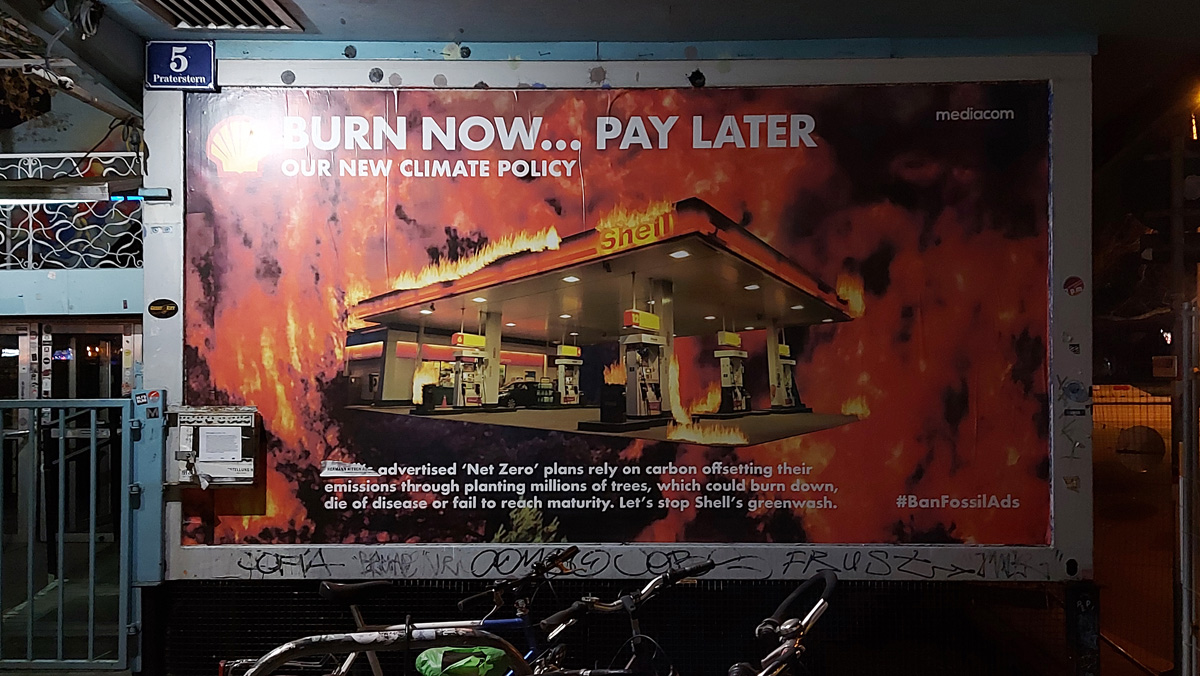 5
Praterstern
BURN NOW... PAY LATER
OUR NEW CLIMATE POLICY
mediacom
Shell
advertised 'Net Zero' plans rely on carbon offsetting their
emissions through planting millions of trees, which could burn down,
die of disease or fail to reach maturity. Let's stop Shell's greenwash.
#BanFossilAds